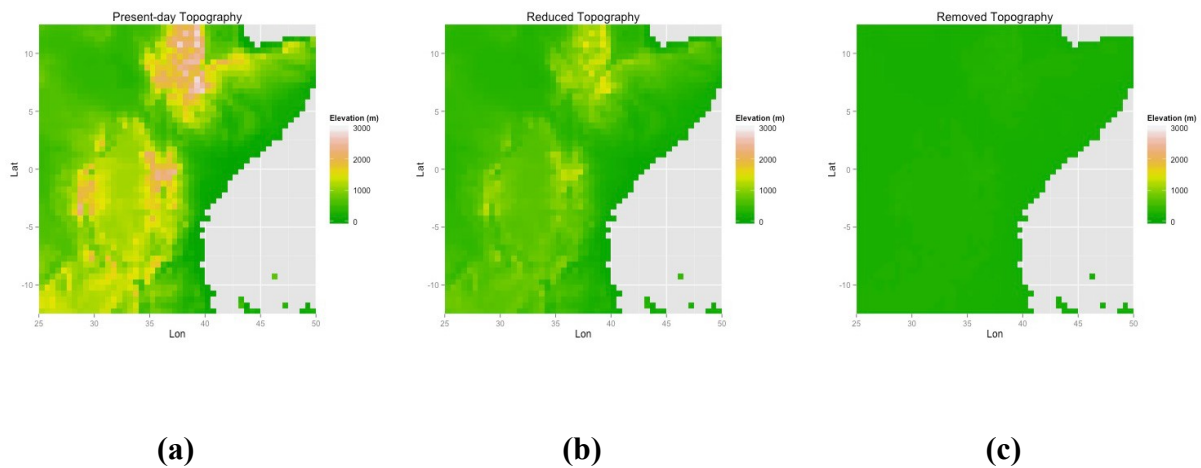 Present-day Topography
10
5
0
-5
-10
Lat
25 30 35 40 45 50
Lon
Elevation (m)
3000
2000
1000
0
(a)
Reduced Topography
10
5
0
-5
-10
Lat
25 30 35 40 45 50
Lon
Elevation (m)
3000
2000
1000
0
(b)
Removed Topography
10
5
0
-5
-10
Lat
25 30 35 40 45 50
Lon
Elevation (m)
3000
2000
1000
0
(c)